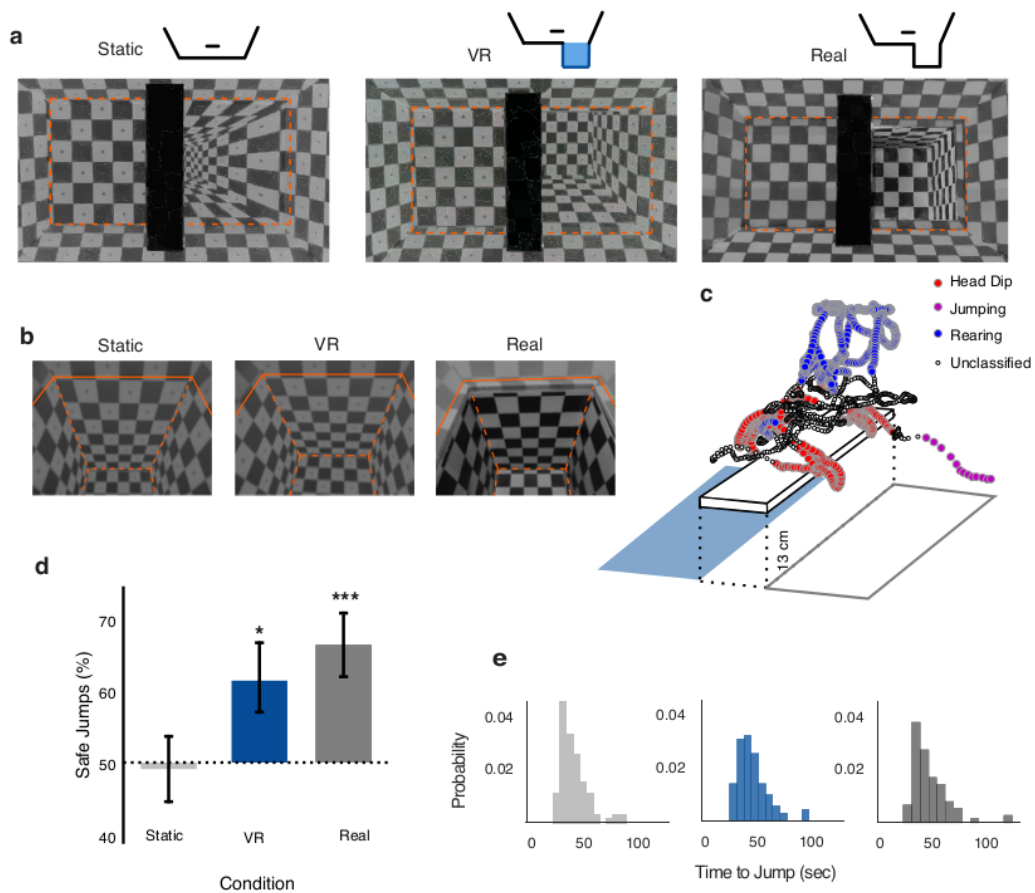 a
Static
VR
Real
b
Static
VR
Real
c
Head Dip
Jumping
Rearing
Unclassified
13 cm
d
Safe Jumps (%)
70
60
50
40
*
***
Static
VR
Real
Condition
e
Probability
0.04
0.02
0
50
100
0.04
0.02
0
50
100
0.04
0.02
0
50
100
Time to Jump (sec)